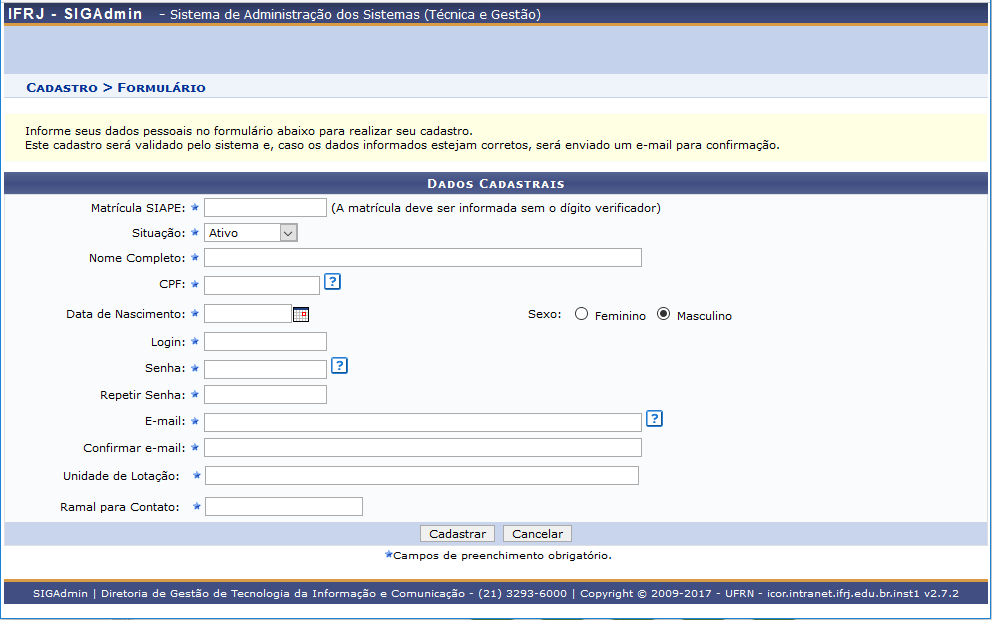 IFRJ - SIGAdmin - Sistema de Administração dos Sistemas (Técnica e Gestão)
Cadastro > Formulário
Informe seus dados pessoais no formulário abaixo para realizar seu cadastro.
Este cadastro será validado pelo sistema e, caso os dados informados estejam corretos, será enviado um e-mail para confirmação.
Dados Cadastrais
Matrícula SIAPE: (A matrícula deve ser informada sem o dígito verificador)
Situação: Ativo
Nome Completo:
CPF: ?
Data de Nascimento: Sexo: Feminino Masculino
Login:
Senha: ?
Repetir Senha:
E-mail: ?
Confirmar e-mail:
Unidade de Lotação:
Ramal para Contato:
Cadastrar Cancelar
Campos de preenchimento obrigatório.
SIGAdmin | Diretoria de Gestão de Tecnologia da Informação e Comunicação - (21) 3293-6000 | Copyright © 2009-2017 - UFRN - icor.intranet.ifrj.edu.br.inst1 v2.7.2